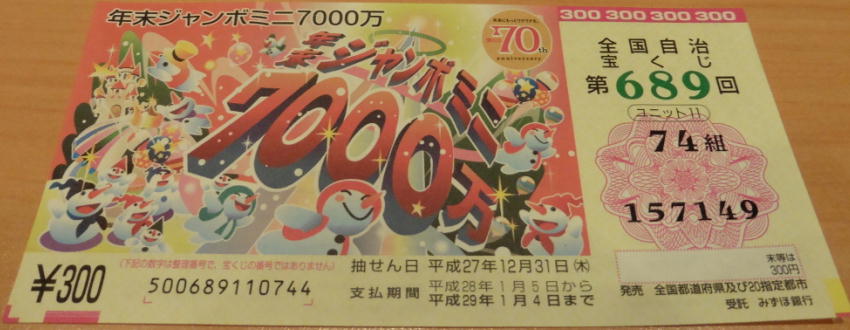 年末ジャンボミニ7000万
年末ジャンボミニ
7000万
70th
anniversary
¥300
(下記の数字は整理番号で、宝くじの番号ではありません)
500689110744
抽せん日 平成27年12月31日(木)
支払期間 平成28年1月5日から
平成29年1月4日まで
300 300 300 300
全国自治
宝くじ
第689回
ユニット11
74組
157149
末等は
300円
発売 全国都道府県及び20指定都市
受託 みずほ銀行